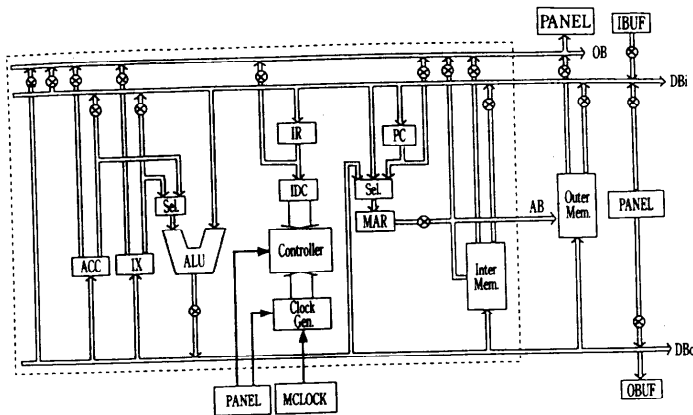 PANEL
IBUF
OB
DBi
IR
PC
IDC
Sel.
Sel.
MAR
AB
Outer
Mem.
PANEL
ACC
IX
ALU
Controller
Inter
Mem.
Clock
Gen.
DBo
PANEL
MCLOCK
OBUF